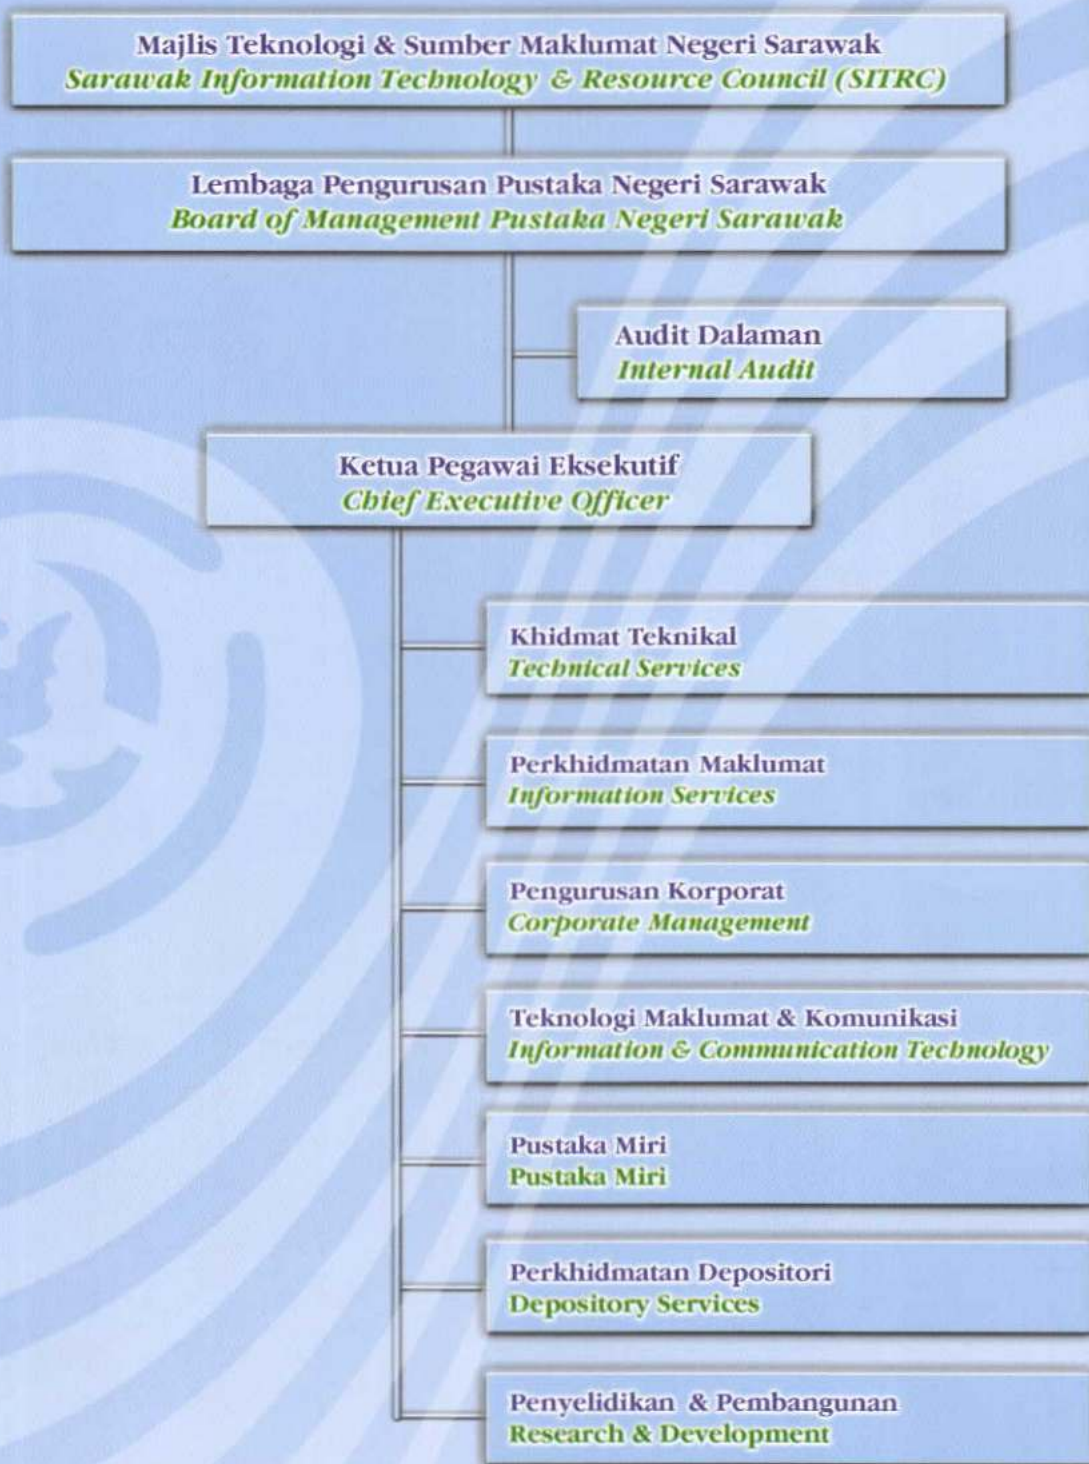 Majlis Teknologi & Sumber Maklumat Negeri Sarawak
Sarawak Information Technology & Resource Council (SITRC)
Lembaga Pengurusan Pustaka Negeri Sarawak
Board of Management Pustaka Negeri Sarawak
Audit Dalaman
Internal Audit
Ketua Pegawai Eksekutif
Chief Executive Officer
Khidmat Teknikal
Technical Services
Perkhidmatan Maklumat
Information Services
Pengurusan Korporat
Corporate Management
Teknologi Maklumat & Komunikasi
Information & Communication Technology
Pustaka Miri
Pustaka Miri
Perkhidmatan Depositori
Depository Services
Penyelidikan & Pembangunan
Research & Development